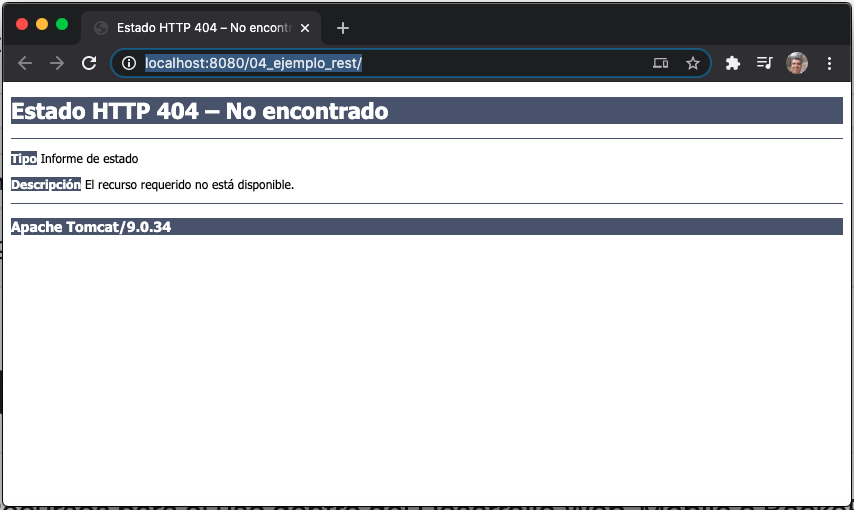 Estado HTTP 404 – No encont
localhost:8080/04_ejemplo_rest/
Estado HTTP 404 – No encontrado
Tipo Informe de estado
Descripción El recurso requerido no está disponible.
Apache Tomcat/9.0.34